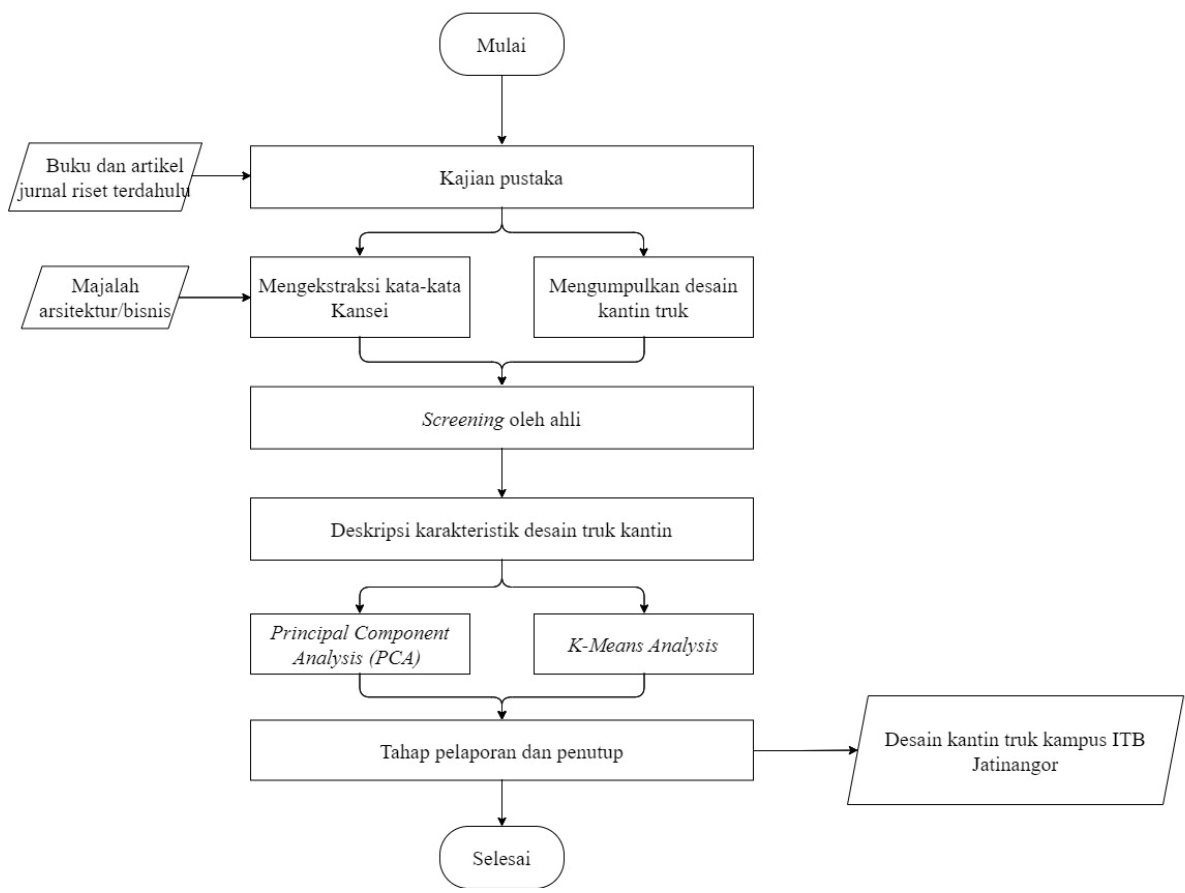 Mulai
Buku dan artikel
jurnal riset terdahulu
Kajian pustaka
Majalah
arsitektur/bisnis
Mengekstraksi kata-kata
Kansei
Mengumpulkan desain
kantin truk
Screening oleh ahli
Deskripsi karakteristik desain truk kantin
Principal Component
Analysis (PCA)
K-Means Analysis
Tahap pelaporan dan penutup
Desain kantin truk kampus ITB
Jatinangor
Selesai